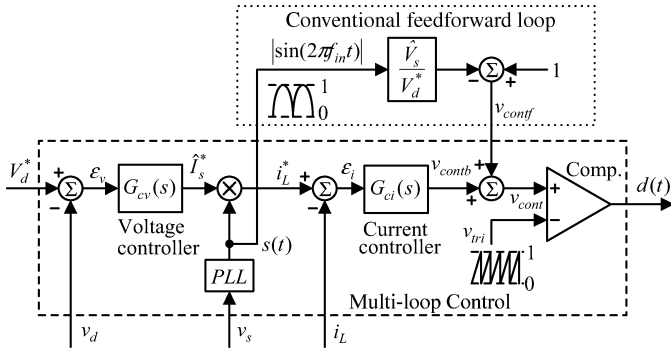 Conventional feedforward loop
|sin(2πf_in t)|
V̂_s / V_d^*
− Σ + 1
1
0
v_contf
V_d^* + Σ − ε_v
G_cv(s)
Î_s^*
×
i_L^* + Σ − ε_i
G_ci(s)
v_contb
+ Σ +
v_cont
Comp.
+
−
d(t)
Voltage controller
s(t)
Current controller
v_tri
1
0
PLL
Multi-loop Control
v_d
v_s
i_L